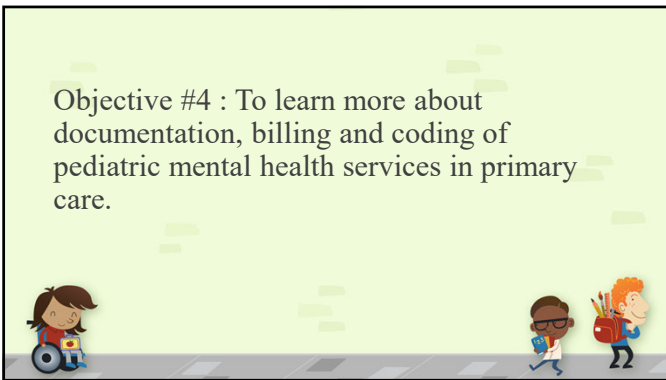 Objective #4 : To learn more about
documentation, billing and coding of
pediatric mental health services in primary
care.